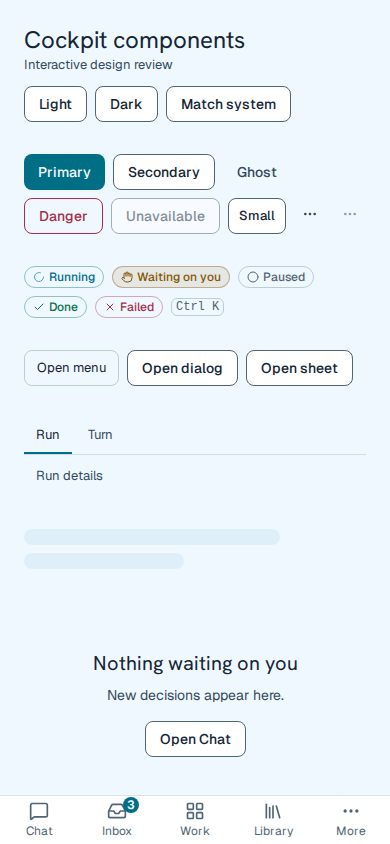 Cockpit components
Interactive design review
Light Dark Match system
Primary Secondary Ghost
Danger Unavailable Small
Running Waiting on you Paused
Done Failed Ctrl K
Open menu Open dialog Open sheet
Run Turn
Run details
Nothing waiting on you
New decisions appear here.
Open Chat
3
Chat Inbox Work Library More